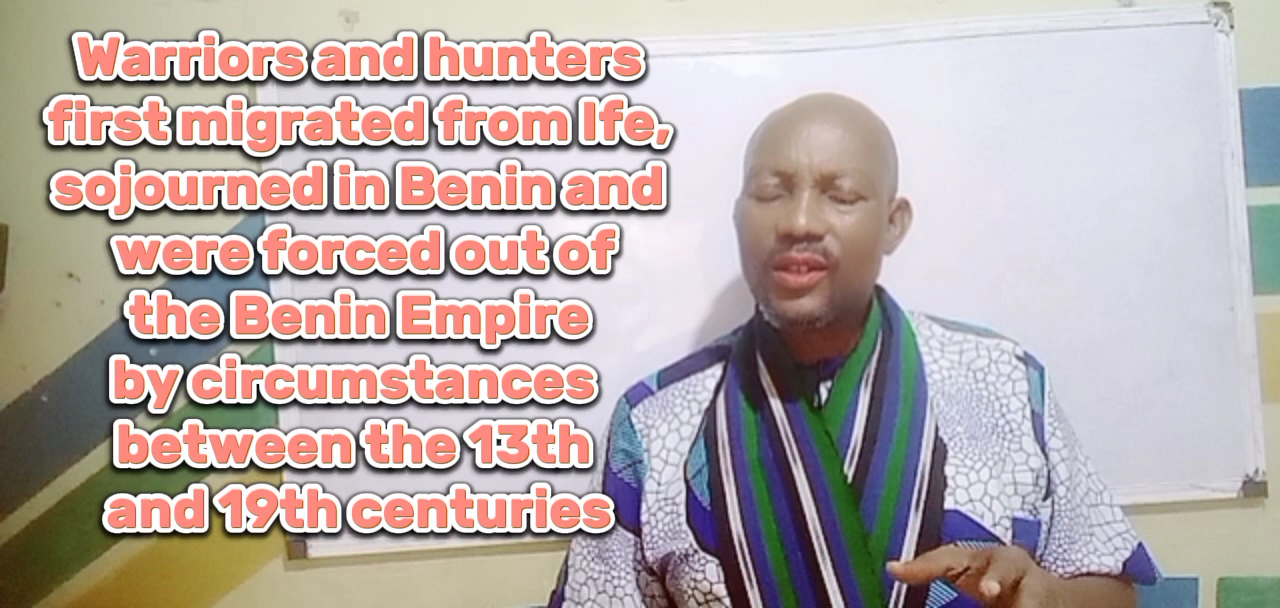 Warriors and hunters
first migrated from Ife,
sojourned in Benin and
were forced out of
the Benin Empire
by circumstances
between the 13th
and 19th centuries